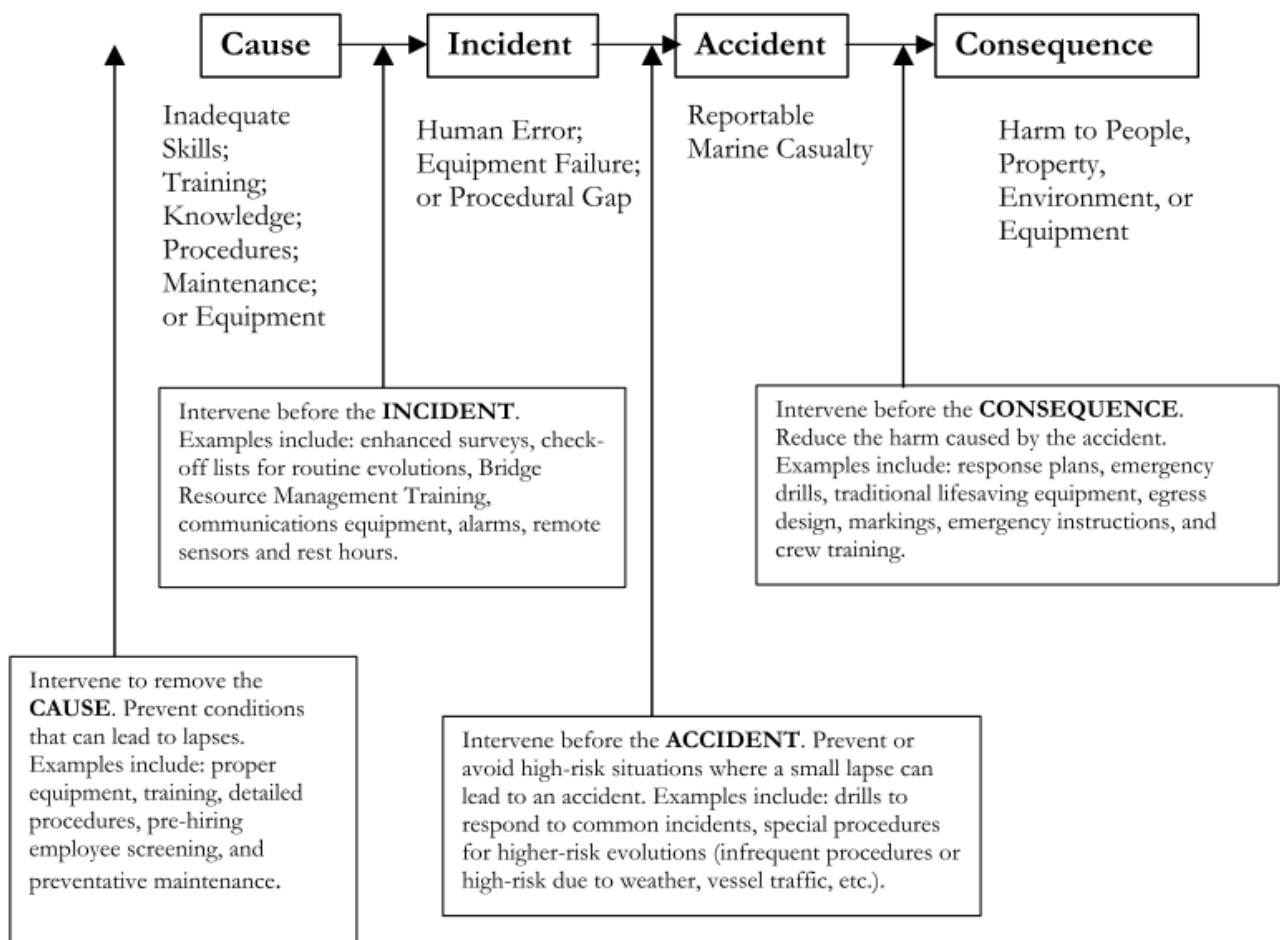 Cause
Incident
Accident
Consequence
Inadequate
Skills;
Training;
Knowledge;
Procedures;
Maintenance;
or Equipment
Human Error;
Equipment Failure;
or Procedural Gap
Reportable
Marine Casualty
Harm to People,
Property,
Environment, or
Equipment
Intervene before the INCIDENT.
Examples include: enhanced surveys, check-
off lists for routine evolutions, Bridge
Resource Management Training,
communications equipment, alarms, remote
sensors and rest hours.
Intervene before the CONSEQUENCE.
Reduce the harm caused by the accident.
Examples include: response plans, emergency
drills, traditional lifesaving equipment, egress
design, markings, emergency instructions, and
crew training.
Intervene to remove the
CAUSE. Prevent conditions
that can lead to lapses.
Examples include: proper
equipment, training, detailed
procedures, pre-hiring
employee screening, and
preventative maintenance.
Intervene before the ACCIDENT. Prevent or
avoid high-risk situations where a small lapse can
lead to an accident. Examples include: drills to
respond to common incidents, special procedures
for higher-risk evolutions (infrequent procedures or
high-risk due to weather, vessel traffic, etc.).